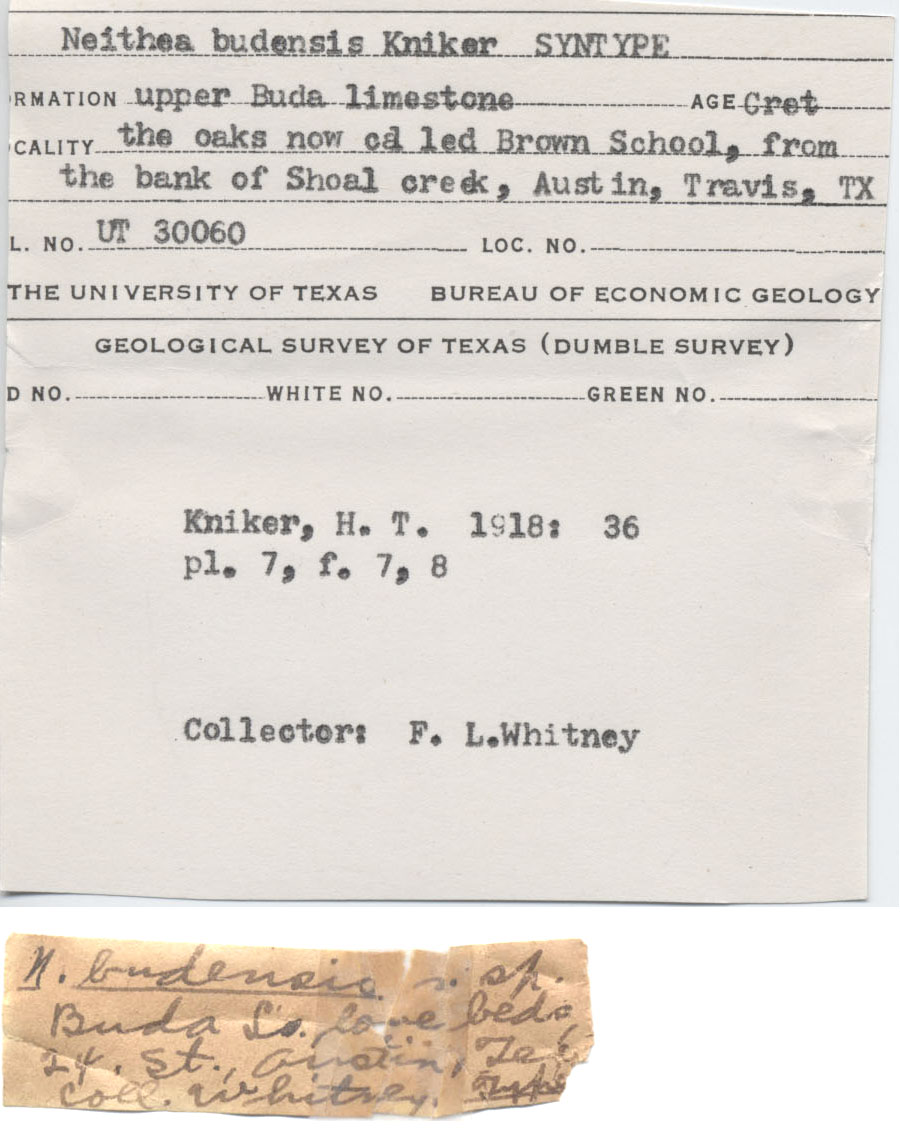 Neithea budensis Kniker SYNTYPE
RMATION upper Buda limestone AGE Cret
CALITY the oaks now called Brown School, from
the bank of Shoal creek, Austin, Travis, TX
L. NO. UT 30060 LOC. NO.
THE UNIVERSITY OF TEXAS BUREAU OF ECONOMIC GEOLOGY
GEOLOGICAL SURVEY OF TEXAS (DUMBLE SURVEY)
D NO. WHITE NO. GREEN NO.
Kniker, H. T. 1918: 36
pl. 7, f. 7, 8
Collector: F. L.Whitney
N. budensis n. sp.
Buda Ls. beds
24. St., Austin,
Coll. Whitney.